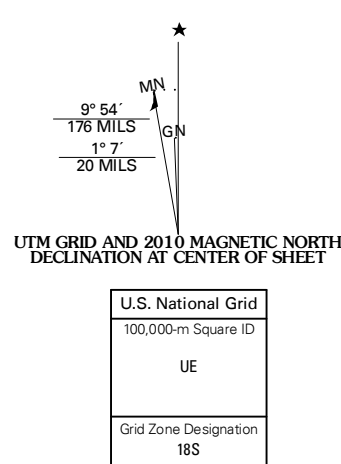 ★
MN
GN
9° 54´
176 MILS
1° 7´
20 MILS
UTM GRID AND 2010 MAGNETIC NORTH
DECLINATION AT CENTER OF SHEET
U.S. National Grid
100,000-m Square ID
UE
Grid Zone Designation
18S